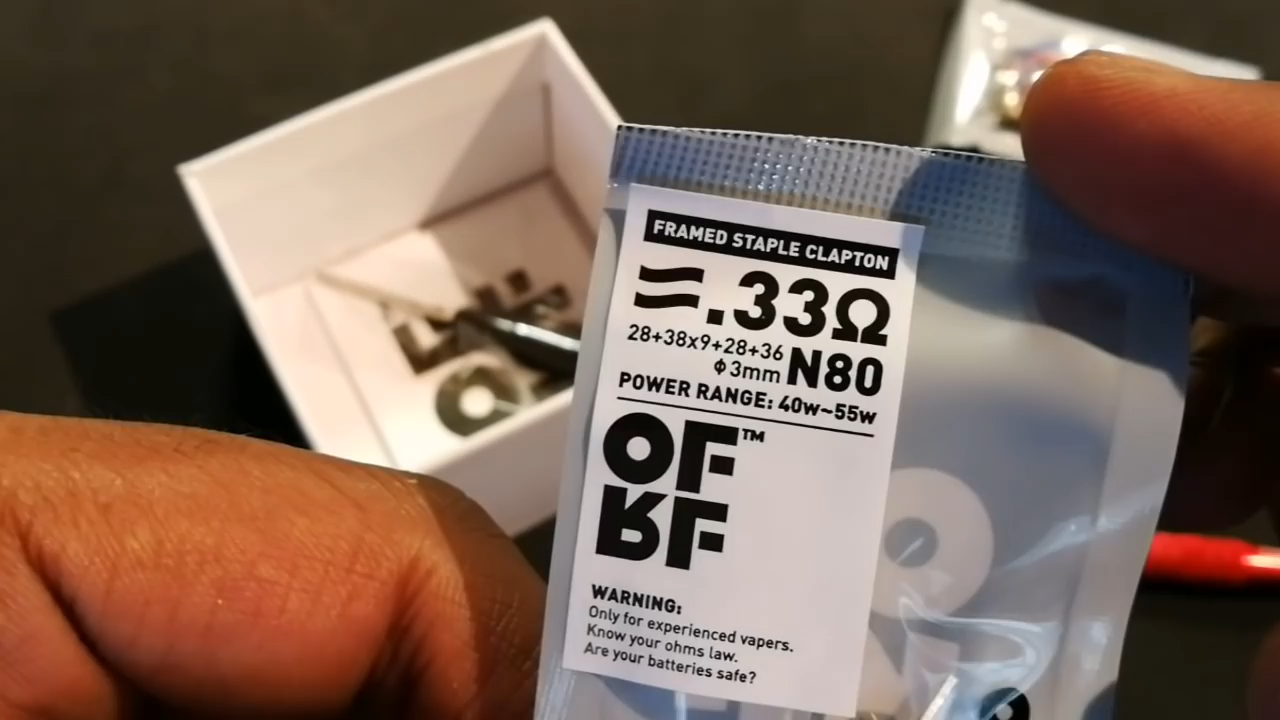 FRAMED STAPLE CLAPTON
≈.33Ω
28+38x9+28+36
ϕ3mm N80
POWER RANGE: 40w~55w
OF™
RF
WARNING:
Only for experienced vapers.
Know your ohms law.
Are your batteries safe?